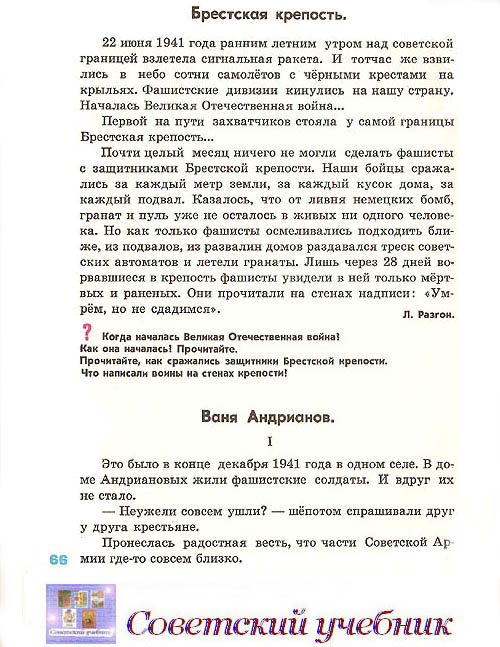 Брестская крепость.
22 июня 1941 года ранним летним утром над советской
границей взлетела сигнальная ракета. И тотчас же взви-
лись в небо сотни самолётов с чёрными крестами на
крыльях. Фашистские дивизии кинулись на нашу страну.
Началась Великая Отечественная война...
Первой на пути захватчиков стояла у самой границы
Брестская крепость...
Почти целый месяц ничего не могли сделать фашисты
с защитниками Брестской крепости. Наши бойцы сража-
лись за каждый метр земли, за каждый кусок дома, за
каждый подвал. Казалось, что от ливня немецких бомб,
гранат и пуль уже не осталось в живых ни одного челове-
ка. Но как только фашисты осмеливались подходить бли-
же, из подвалов, из развалин домов раздавался треск совет-
ских автоматов и летели гранаты. Лишь через 28 дней во-
рвавшиеся в крепость фашисты увидели в ней только мёрт-
вых и раненых. Они прочитали на стенах надписи: «Ум-
рём, но не сдадимся».
Л. Разгон.
? Когда началась Великая Отечественная война?
Как она началась? Прочитайте.
Прочитайте, как сражались защитники Брестской крепости.
Что написали воины на стенах крепости?
Ваня Андрианов.
I
Это было в конце декабря 1941 года в одном селе. В до-
ме Андриановых жили фашистские солдаты. И вдруг их
не стало.
— Неужели совсем ушли? — шёпотом спрашивали друг
у друга крестьяне.
Пронеслась радостная весть, что части Советской Ар-
мии где-то совсем близко.
66
Советский учебник
Советский учебник